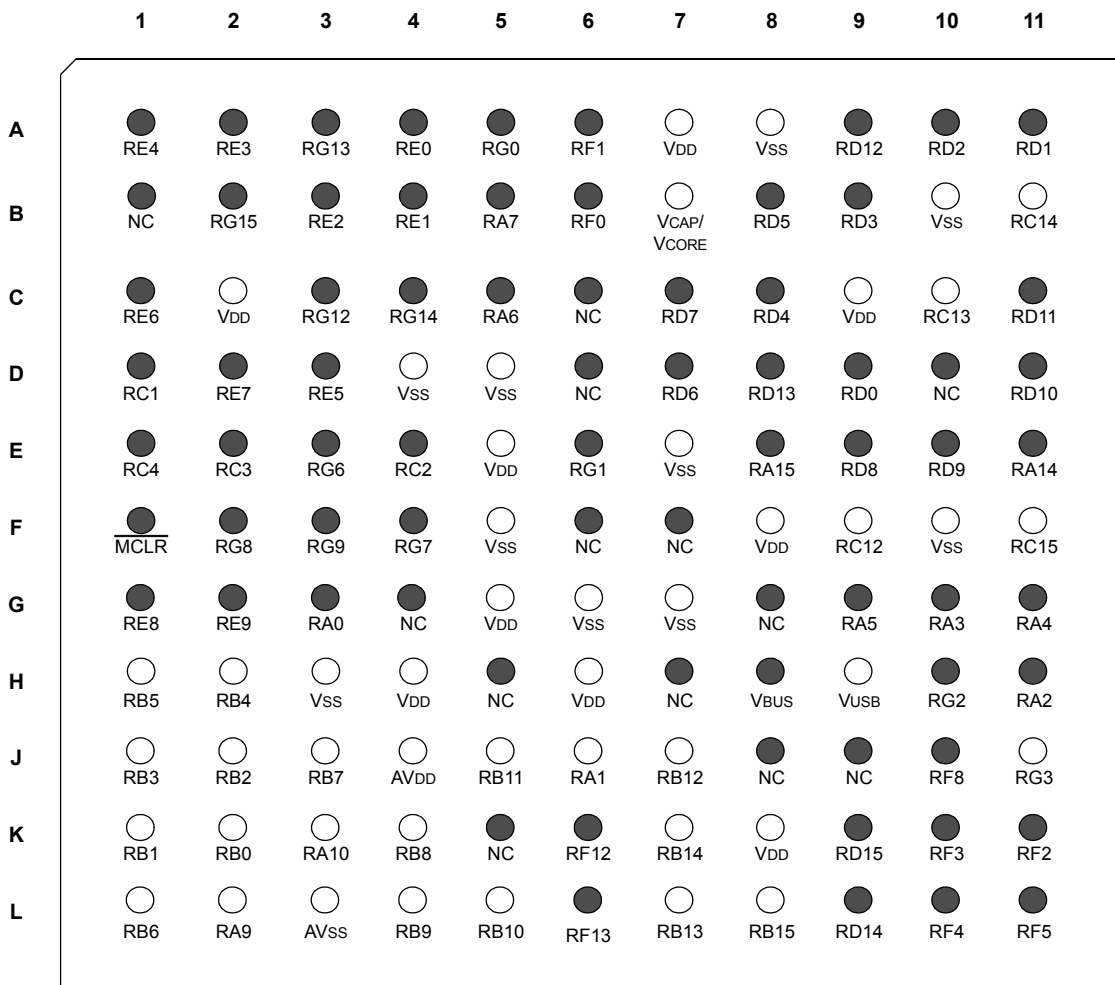 1 2 3 4 5 6 7 8 9 10 11
A
RE4 RE3 RG13 RE0 RG0 RF1 VDD VSS RD12 RD2 RD1
B
NC RG15 RE2 RE1 RA7 RF0 VCAP/ RD5 RD3 VSS RC14
VCORE
C
RE6 VDD RG12 RG14 RA6 NC RD7 RD4 VDD RC13 RD11
D
RC1 RE7 RE5 VSS VSS NC RD6 RD13 RD0 NC RD10
E
RC4 RC3 RG6 RC2 VDD RG1 VSS RA15 RD8 RD9 RA14
F
MCLR RG8 RG9 RG7 VSS NC NC VDD RC12 VSS RC15
G
RE8 RE9 RA0 NC VDD VSS VSS NC RA5 RA3 RA4
H
RB5 RB4 VSS VDD NC VDD NC VBUS VUSB RG2 RA2
J
RB3 RB2 RB7 AVDD RB11 RA1 RB12 NC NC RF8 RG3
K
RB1 RB0 RA10 RB8 NC RF12 RB14 VDD RD15 RF3 RF2
L
RB6 RA9 AVSS RB9 RB10 RF13 RB13 RB15 RD14 RF4 RF5